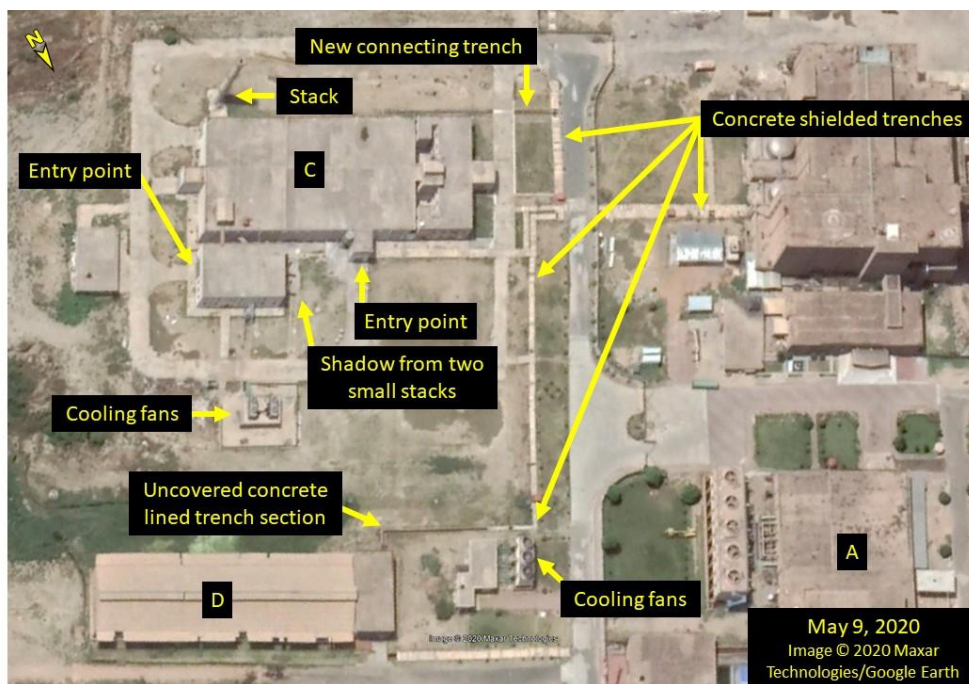 N
New connecting trench
Stack
Concrete shielded trenches
C
Entry point
Entry point
Shadow from two
small stacks
Cooling fans
Uncovered concrete
lined trench section
A
D
Cooling fans
Image © 2020 Maxar Technologies
May 9, 2020
Image © 2020 Maxar
Technologies/Google Earth